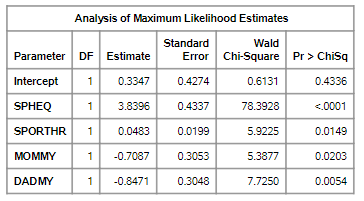 Analysis of Maximum Likelihood Estimates
Parameter DF Estimate Standard Error Wald Chi-Square Pr > ChiSq
Intercept 1 0.3347 0.4274 0.6131 0.4336
SPHEQ 1 3.8396 0.4337 78.3928 <.0001
SPORTHR 1 0.0483 0.0199 5.9225 0.0149
MOMMY 1 -0.7087 0.3053 5.3877 0.0203
DADMY 1 -0.8471 0.3048 7.7250 0.0054